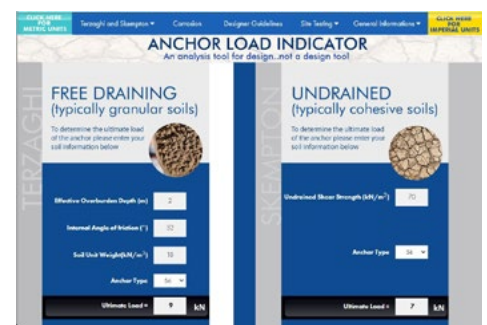 CLICK HERE
FOR
METRIC UNITS
Terzaghi and Skempton
Corrosion
Designer Guidelines
Site Testing
General Informations
CLICK HERE
FOR
IMPERIAL UNITS
ANCHOR LOAD INDICATOR
An analysis tool for design...not a design tool
TERZAGHI
FREE DRAINING
(typically granular soils)
To determine the ultimate load
of the anchor please enter your
soil information below
Effective Overburden Depth (m) 2
Internal Angle of friction (°) 32
Soil Unit Weight(kN/m³) 18
Anchor Type S6
Ultimate Load = 9 kN
SKEMPTON
UNDRAINED
(typically cohesive soils)
To determine the ultimate load
of the anchor please enter your
soil information below
Undrained Shear Strength (kN/m²) 70
Anchor Type
Ultimate Load = 7 kN